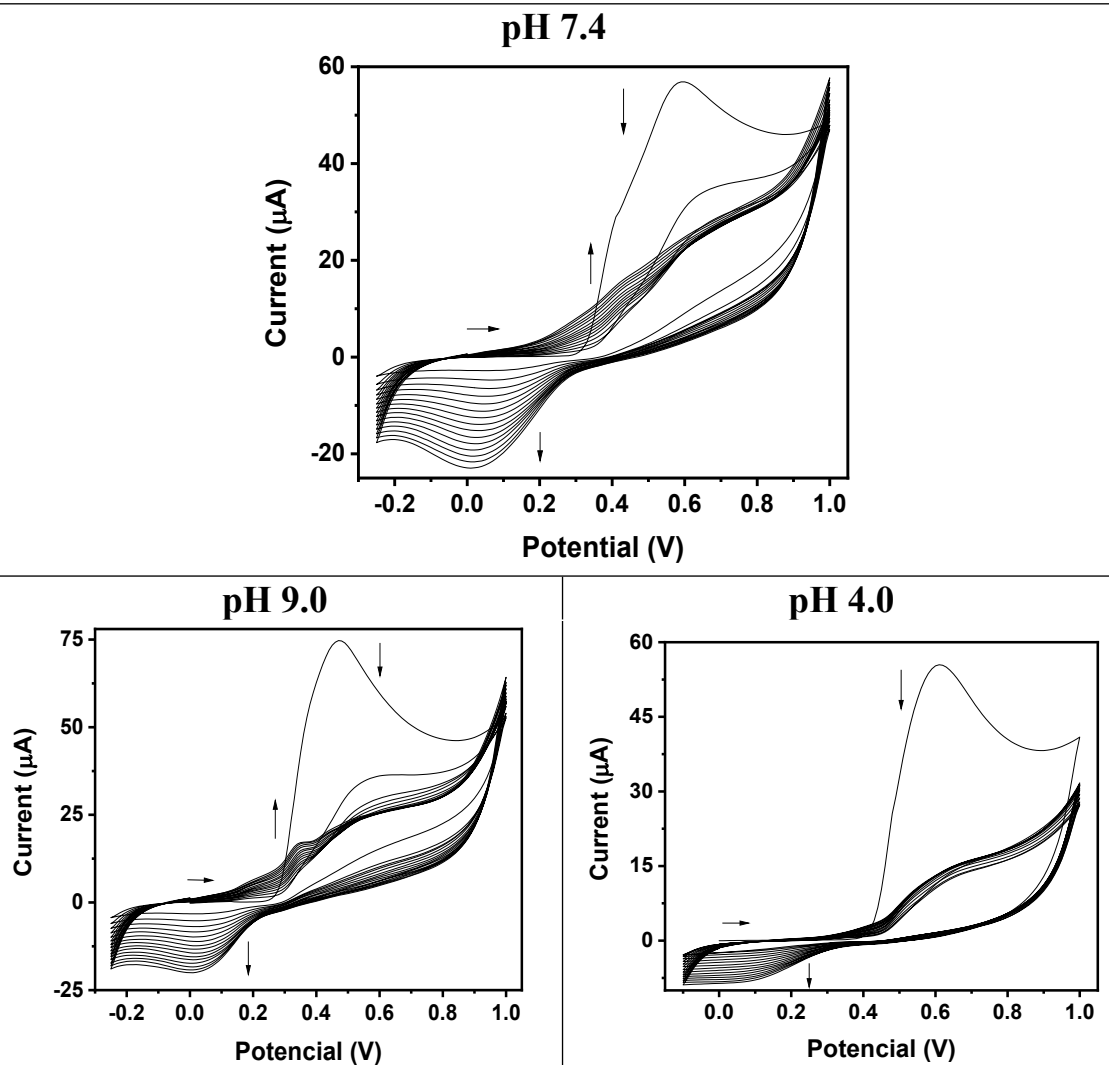 pH 7.4
60
40
20
0
-20
Current (µA)
-0.2 0.0 0.2 0.4 0.6 0.8 1.0
Potential (V)
pH 9.0
75
50
25
0
-25
Current (µA)
-0.2 0.0 0.2 0.4 0.6 0.8 1.0
Potencial (V)
pH 4.0
60
45
30
15
0
Current (µA)
0.0 0.2 0.4 0.6 0.8 1.0
Potencial (V)